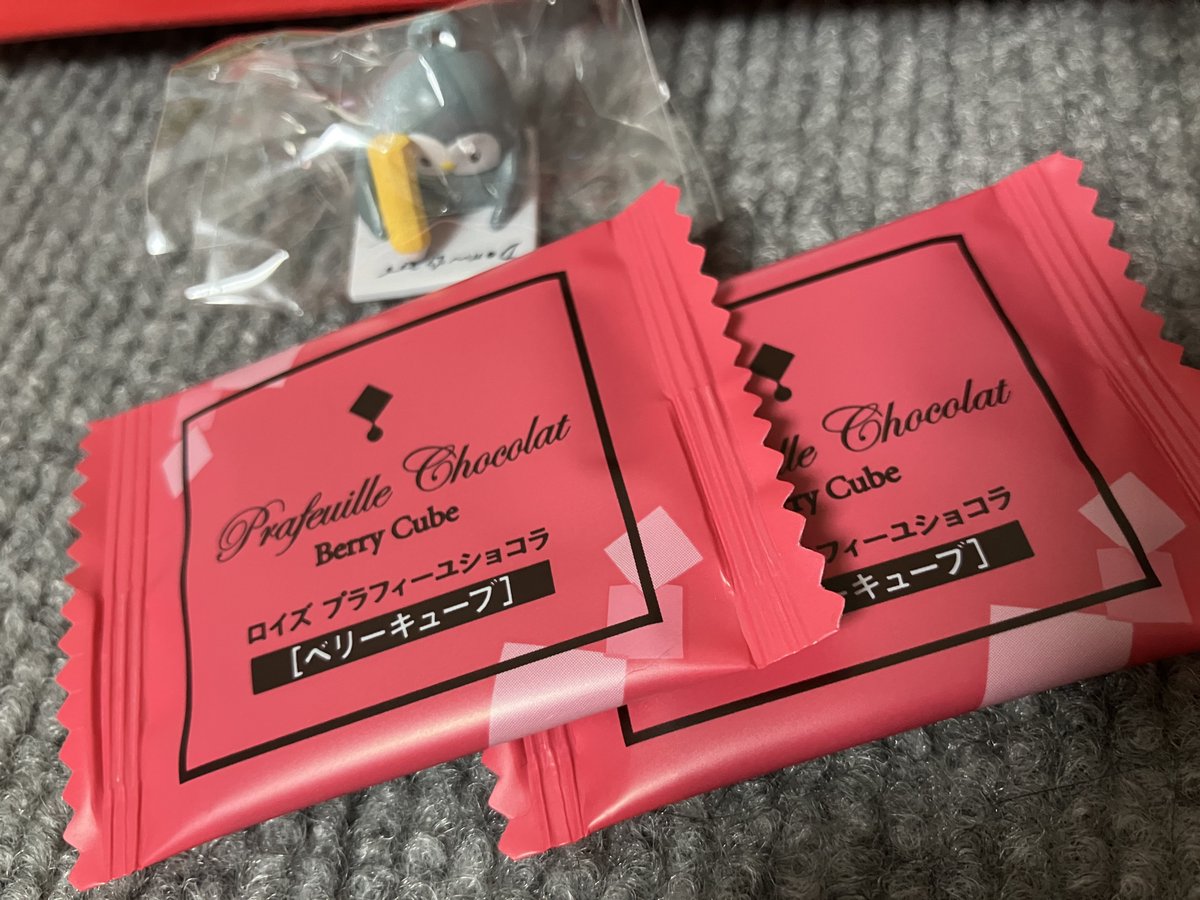 Prafeuille Chocolat
Berry Cube
ロイズ プラフィーユショコラ
[ベリーキューブ]
Chocolat
Cube
フィーユショコラ
ーキューブ]